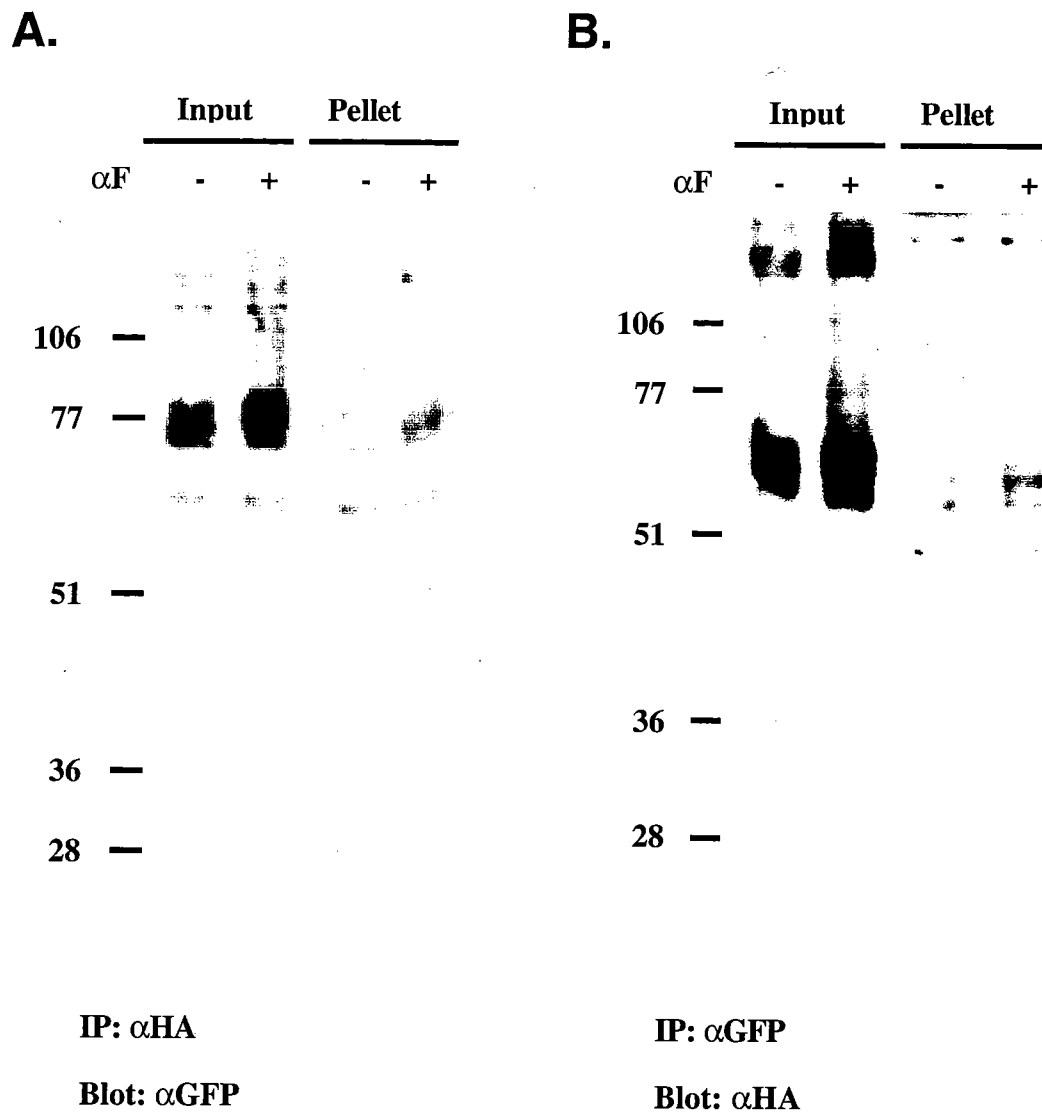 A.
Input Pellet
αF - + - +
106
77
51
36
28
IP: αHA
Blot: αGFP
B.
Input Pellet
αF - + - +
106
77
51
36
28
IP: αGFP
Blot: αHA